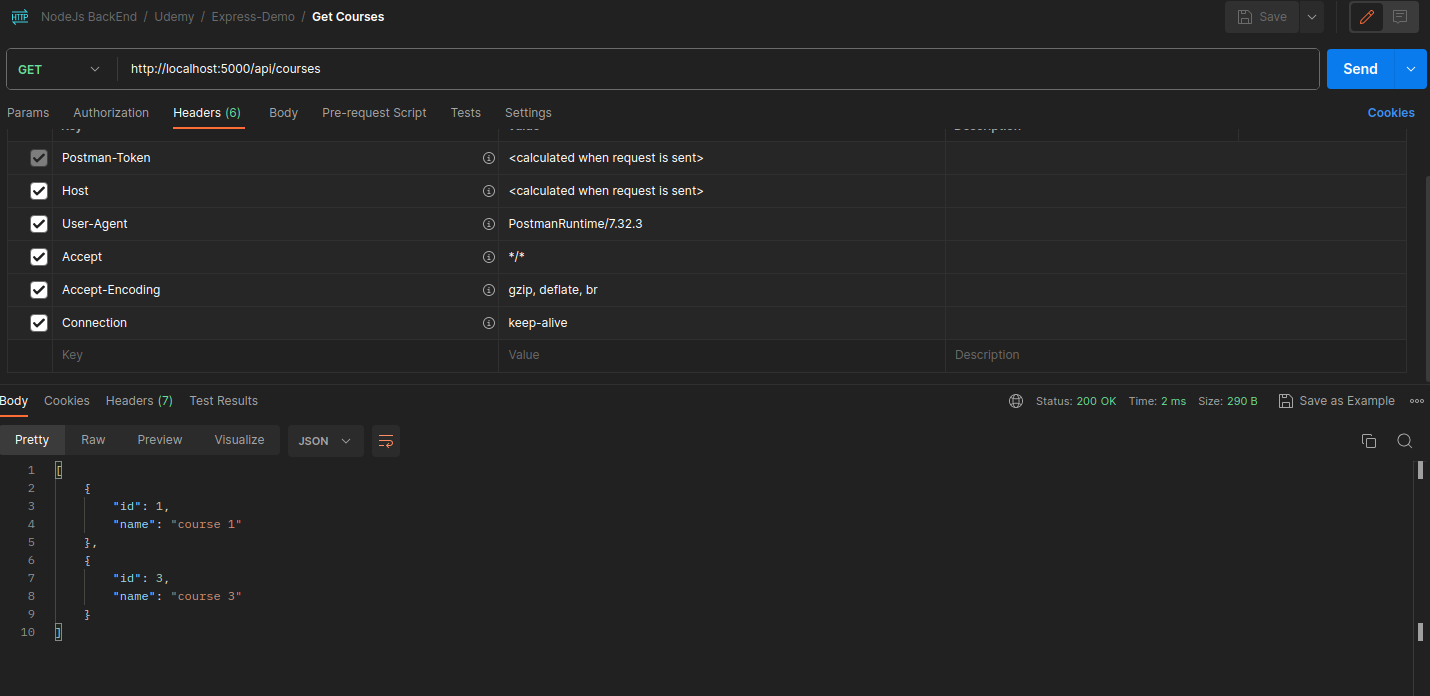 HTTP NodeJs BackEnd / Udemy / Express-Demo / Get Courses Save
GET http://localhost:5000/api/courses Send
Params Authorization Headers (6) Body Pre-request Script Tests Settings Cookies
Key Value Description
Postman-Token <calculated when request is sent>
Host <calculated when request is sent>
User-Agent PostmanRuntime/7.32.3
Accept */*
Accept-Encoding gzip, deflate, br
Connection keep-alive
Key Value Description
Body Cookies Headers (7) Test Results Status: 200 OK Time: 2 ms Size: 290 B Save as Example
Pretty Raw Preview Visualize JSON
1 [
2 {
3 "id": 1,
4 "name": "course 1"
5 },
6 {
7 "id": 3,
8 "name": "course 3"
9 }
10 ]